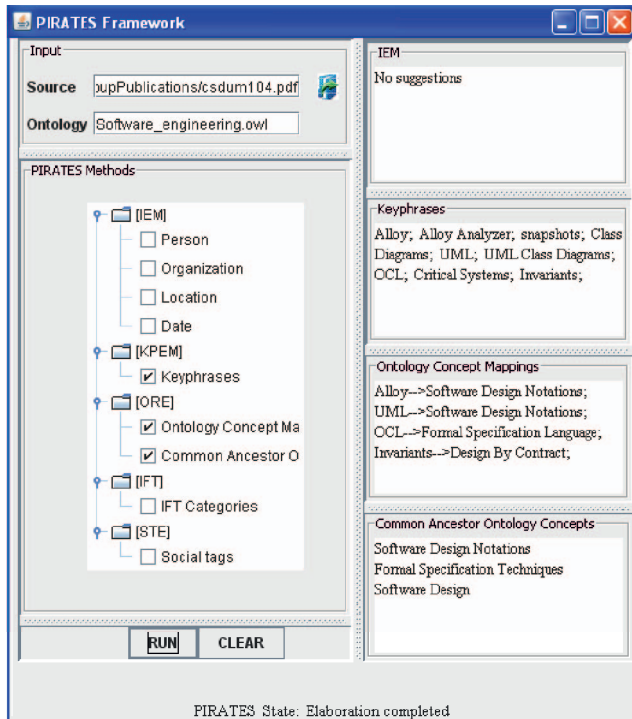 PIRATES Framework
Input
Source upPublications/csdum104.pdf
Ontology Software_engineering.owl
PIRATES Methods
[IEM]
Person
Organization
Location
Date
[KPEM]
Keyphrases
[ORE]
Ontology Concept Ma
Common Ancestor O
[IFT]
IFT Categories
[STE]
Social tags
RUN CLEAR
IEM
No suggestions
Keyphrases
Alloy; Alloy Analyzer; snapshots; Class
Diagrams; UML; UML Class Diagrams;
OCL; Critical Systems; Invariants;
Ontology Concept Mappings
Alloy-->Software Design Notations;
UML-->Software Design Notations;
OCL-->Formal Specification Language;
Invariants-->Design By Contract;
Common Ancestor Ontology Concepts
Software Design Notations
Formal Specification Techniques
Software Design
PIRATES State: Elaboration completed